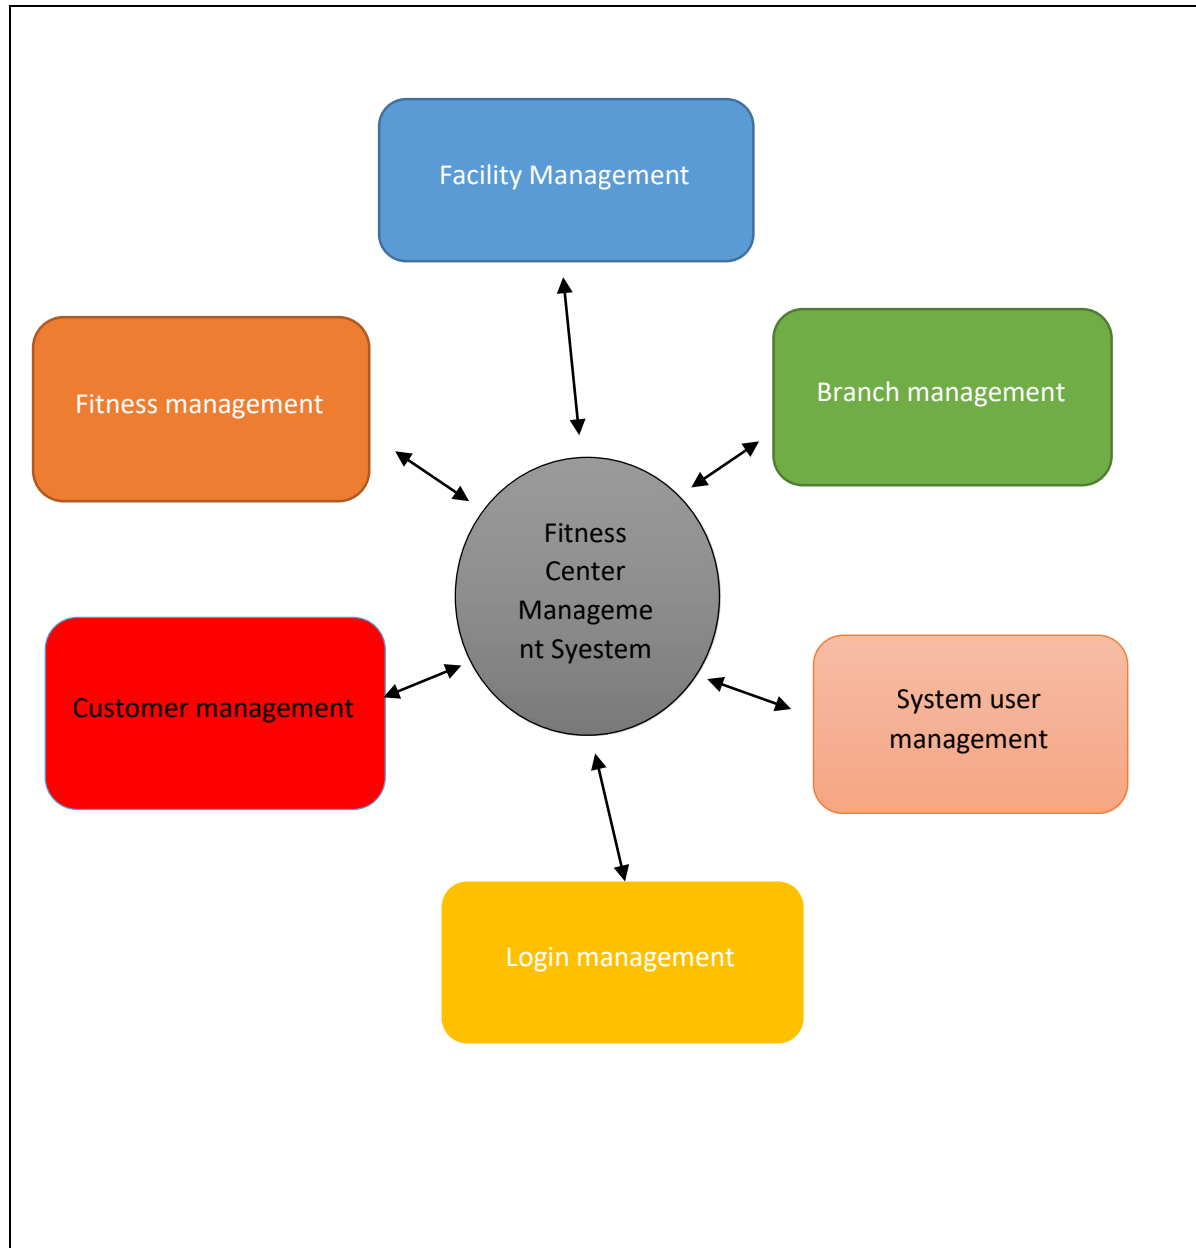 Facility Management
Fitness management
Branch management
Fitness
Center
Manageme
nt Syestem
Customer management
System user
management
Login management